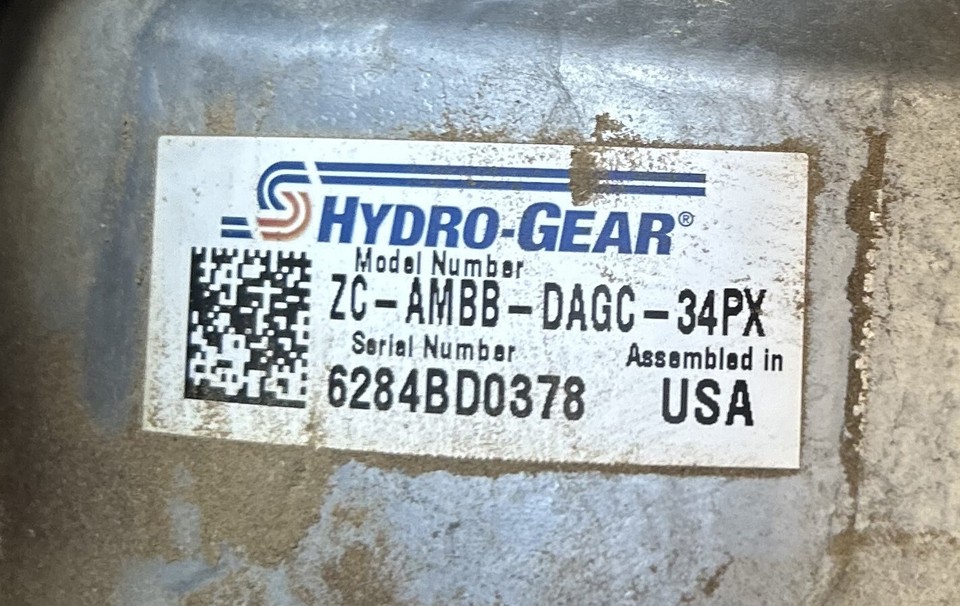 HYDRO-GEAR®
Model Number
ZC-AMBB-DAGC-34PX
Serial Number
Assembled in
6284BD0378
USA